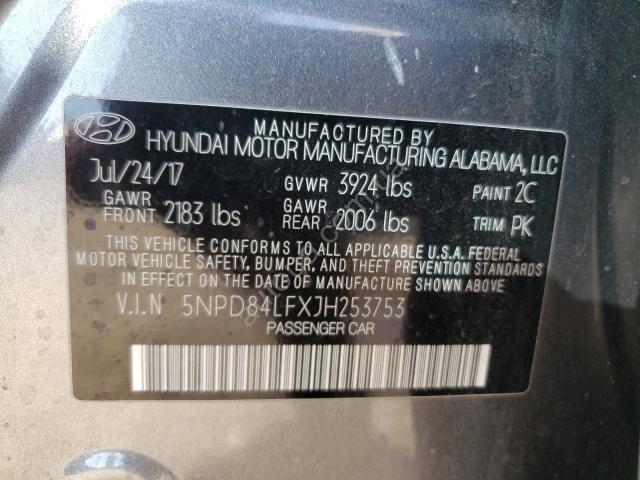 MANUFACTURED BY
HYUNDAI MOTOR MANUFACTURING ALABAMA, LLC
Jul/24/17 GVWR 3924 lbs PAINT 2C
GAWR FRONT 2183 lbs GAWR REAR 2006 lbs TRIM PK
THIS VEHICLE CONFORMS TO ALL APPLICABLE U.S.A. FEDERAL
MOTOR VEHICLE SAFETY, BUMPER, AND THEFT PREVENTION STANDARDS
IN EFFECT ON THE DATE OF MANUFACTURE SHOWN ABOVE
V.I.N 5NPD84LFXJH253753
PASSENGER CAR